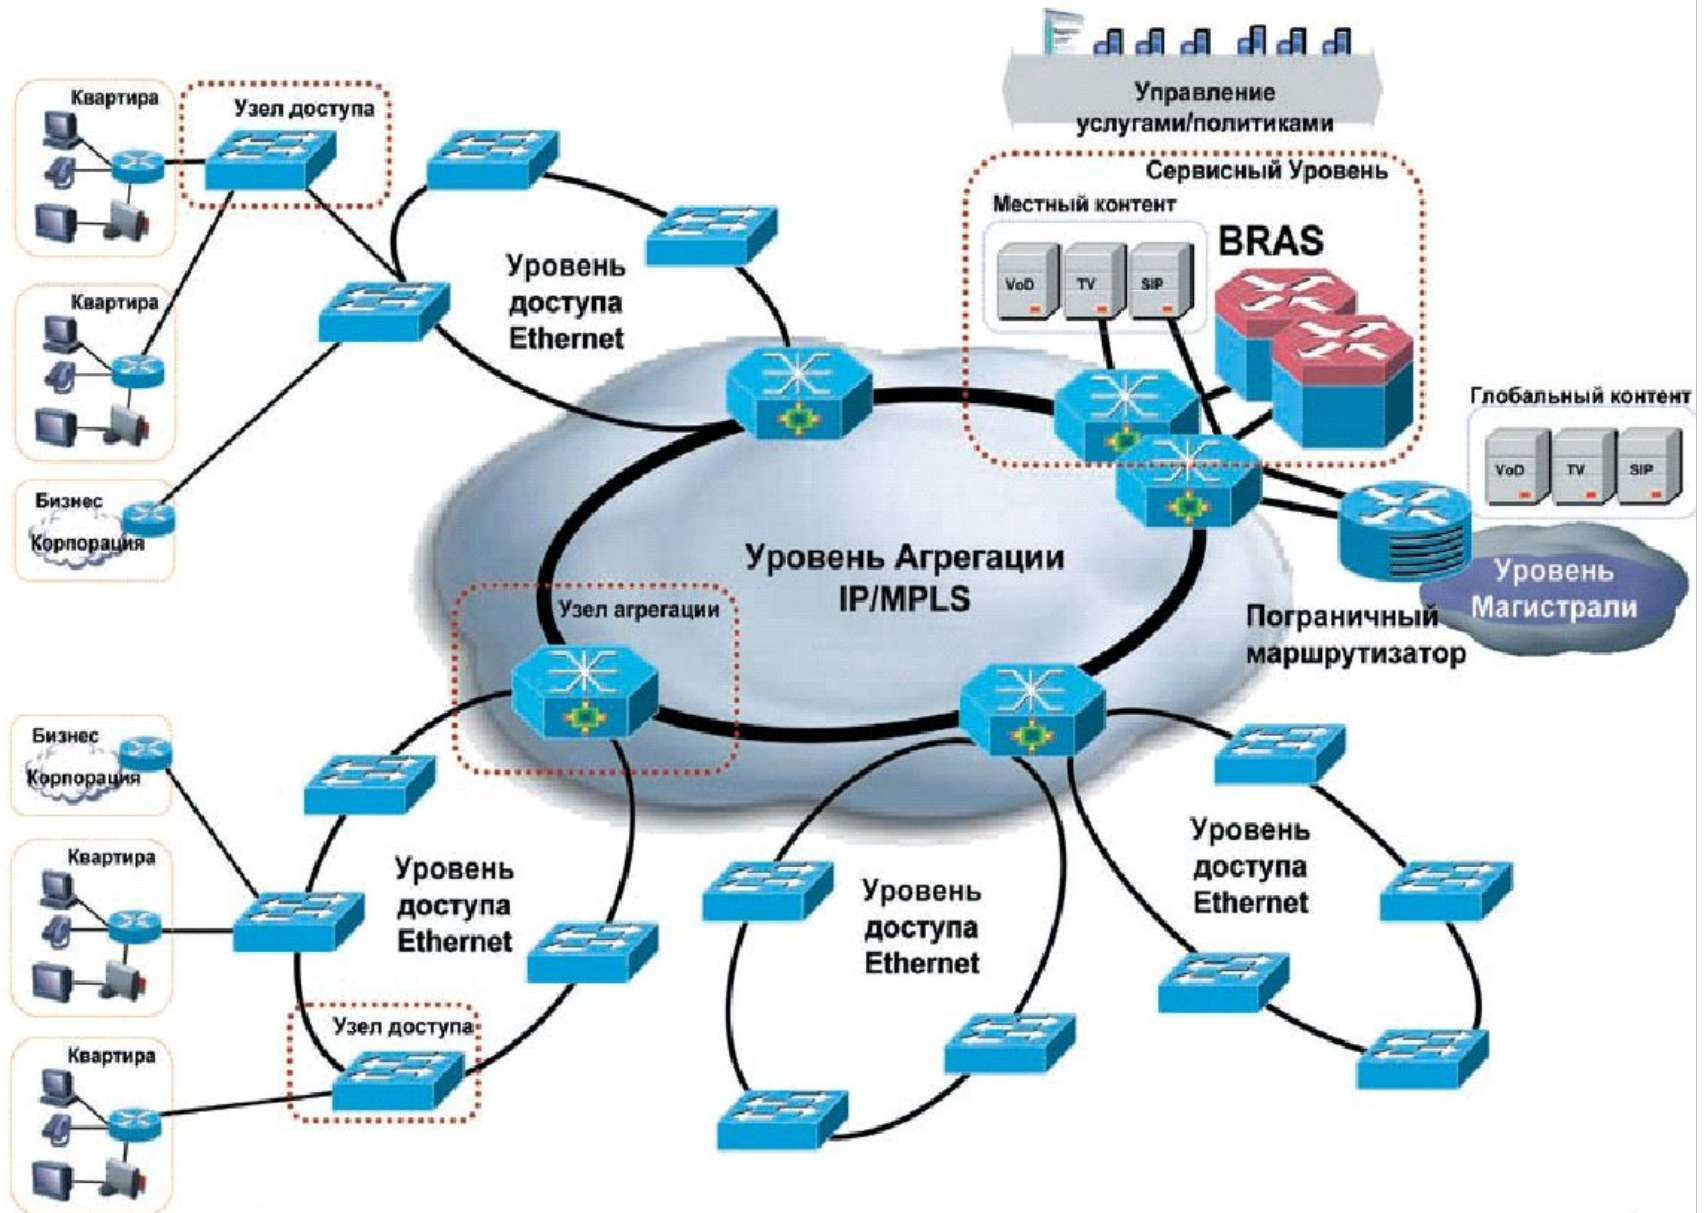 Управление
услугами/политиками
Квартира
Узел доступа
Сервисный Уровень
Местный контент
BRAS
VoD
TV
SIP
Уровень
доступа
Ethernet
Квартира
Глобальный контент
VoD
TV
SIP
Бизнес
Корпорация
Уровень Агрегации
IP/MPLS
Уровень
Магистрали
Пограничный
маршрутизатор
Узел агрегации
Бизнес
Корпорация
Квартира
Уровень
доступа
Ethernet
Уровень
доступа
Ethernet
Уровень
доступа
Ethernet
Узел доступа
Квартира